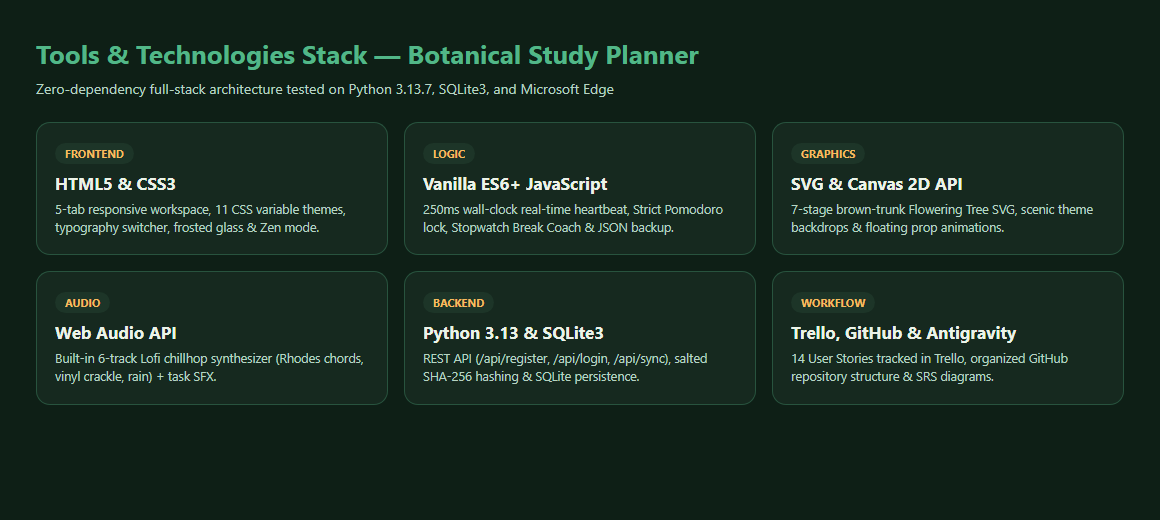 Tools & Technologies Stack — Botanical Study Planner
Zero-dependency full-stack architecture tested on Python 3.13.7, SQLite3, and Microsoft Edge
FRONTEND
HTML5 & CSS3
5-tab responsive workspace, 11 CSS variable themes,
typography switcher, frosted glass & Zen mode.
LOGIC
Vanilla ES6+ JavaScript
250ms wall-clock real-time heartbeat, Strict Pomodoro
lock, Stopwatch Break Coach & JSON backup.
GRAPHICS
SVG & Canvas 2D API
7-stage brown-trunk Flowering Tree SVG, scenic theme
backdrops & floating prop animations.
AUDIO
Web Audio API
Built-in 6-track Lofi chillhop synthesizer (Rhodes chords,
vinyl crackle, rain) + task SFX.
BACKEND
Python 3.13 & SQLite3
REST API (/api/register, /api/login, /api/sync), salted
SHA-256 hashing & SQLite persistence.
WORKFLOW
Trello, GitHub & Antigravity
14 User Stories tracked in Trello, organized GitHub
repository structure & SRS diagrams.